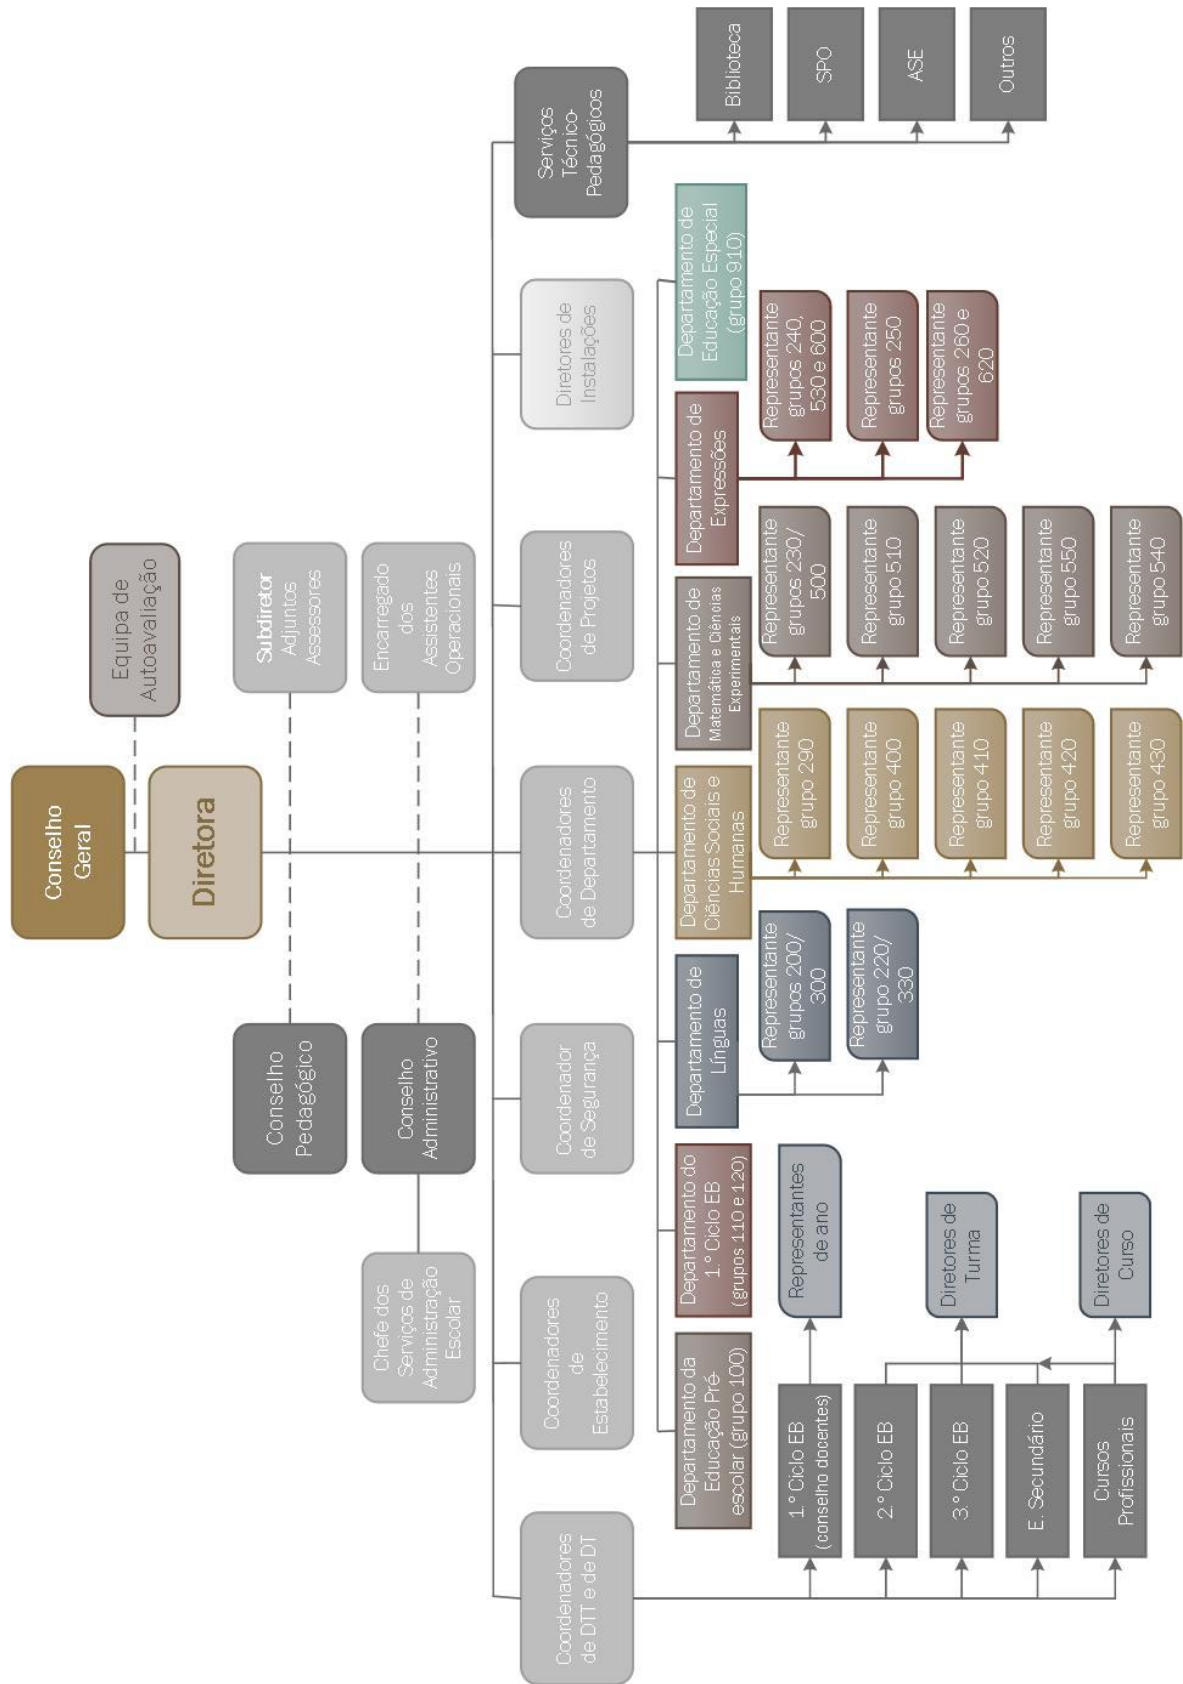 Conselho
Geral
Equipa de
Autoavaliação
Diretora
Conselho
Pedagógico
Subdiretor
Adjuntos
Assessores
Chefe dos
Serviços de
Administração
Escolar
Conselho
Administrativo
Encarregado
dos
Assistentes
Operacionais
Coordenadores
de DTT e de DT
Coordenadores
de
Estabelecimento
Coordenador
de Segurança
Coordenadores
de Departamento
Coordenadores
de Projetos
Diretores de
Instalações
Serviços
Técnico-
Pedagógicos
Departamento da
Educação Pré-
escolar (grupo 100)
Departamento do
1.º Ciclo EB
(grupos 110 e 120)
Departamento de
Línguas
Departamento de
Ciências Sociais e
Humanas
Departamento de
Matemática e Ciências
Experimentais
Departamento de
Expressões
Departamento de
Educação Especial
(grupo 910)
Biblioteca
SPO
ASE
Outros
1.º Ciclo EB
(conselho docentes)
2.º Ciclo EB
3.º Ciclo EB
E. Secundário
Cursos
Profissionais
Representantes
de ano
Diretores de
Turma
Diretores de
Curso
Representante
grupos 200/
300
Representante
grupo 220/
330
Representante
grupo 290
Representante
grupo 400
Representante
grupo 410
Representante
grupo 420
Representante
grupo 430
Representante
grupos 230/
500
Representante
grupo 510
Representante
grupo 520
Representante
grupo 550
Representante
grupo 540
Representante
grupos 240,
530 e 600
Representante
grupos 250
Representante
grupos 260 e
620